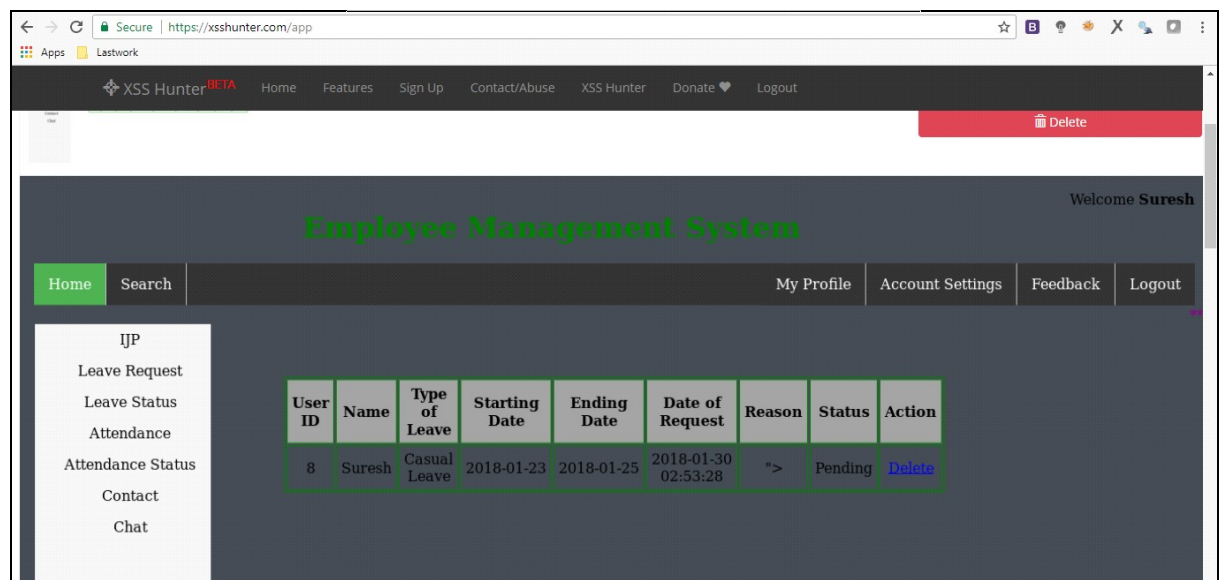 Secure | https://xsshunter.com/app
Apps Lastwork
XSS Hunter BETA Home Features Sign Up Contact/Abuse XSS Hunter Donate Logout
Delete
Welcome Suresh
Employee Management System
Home Search My Profile Account Settings Feedback Logout
IJP
Leave Request
Leave Status
Attendance
Attendance Status
Contact
Chat
User ID Name Type of Leave Starting Date Ending Date Date of Request Reason Status Action
8 Suresh Casual Leave 2018-01-23 2018-01-25 2018-01-30 02:53:28 "> Pending Delete